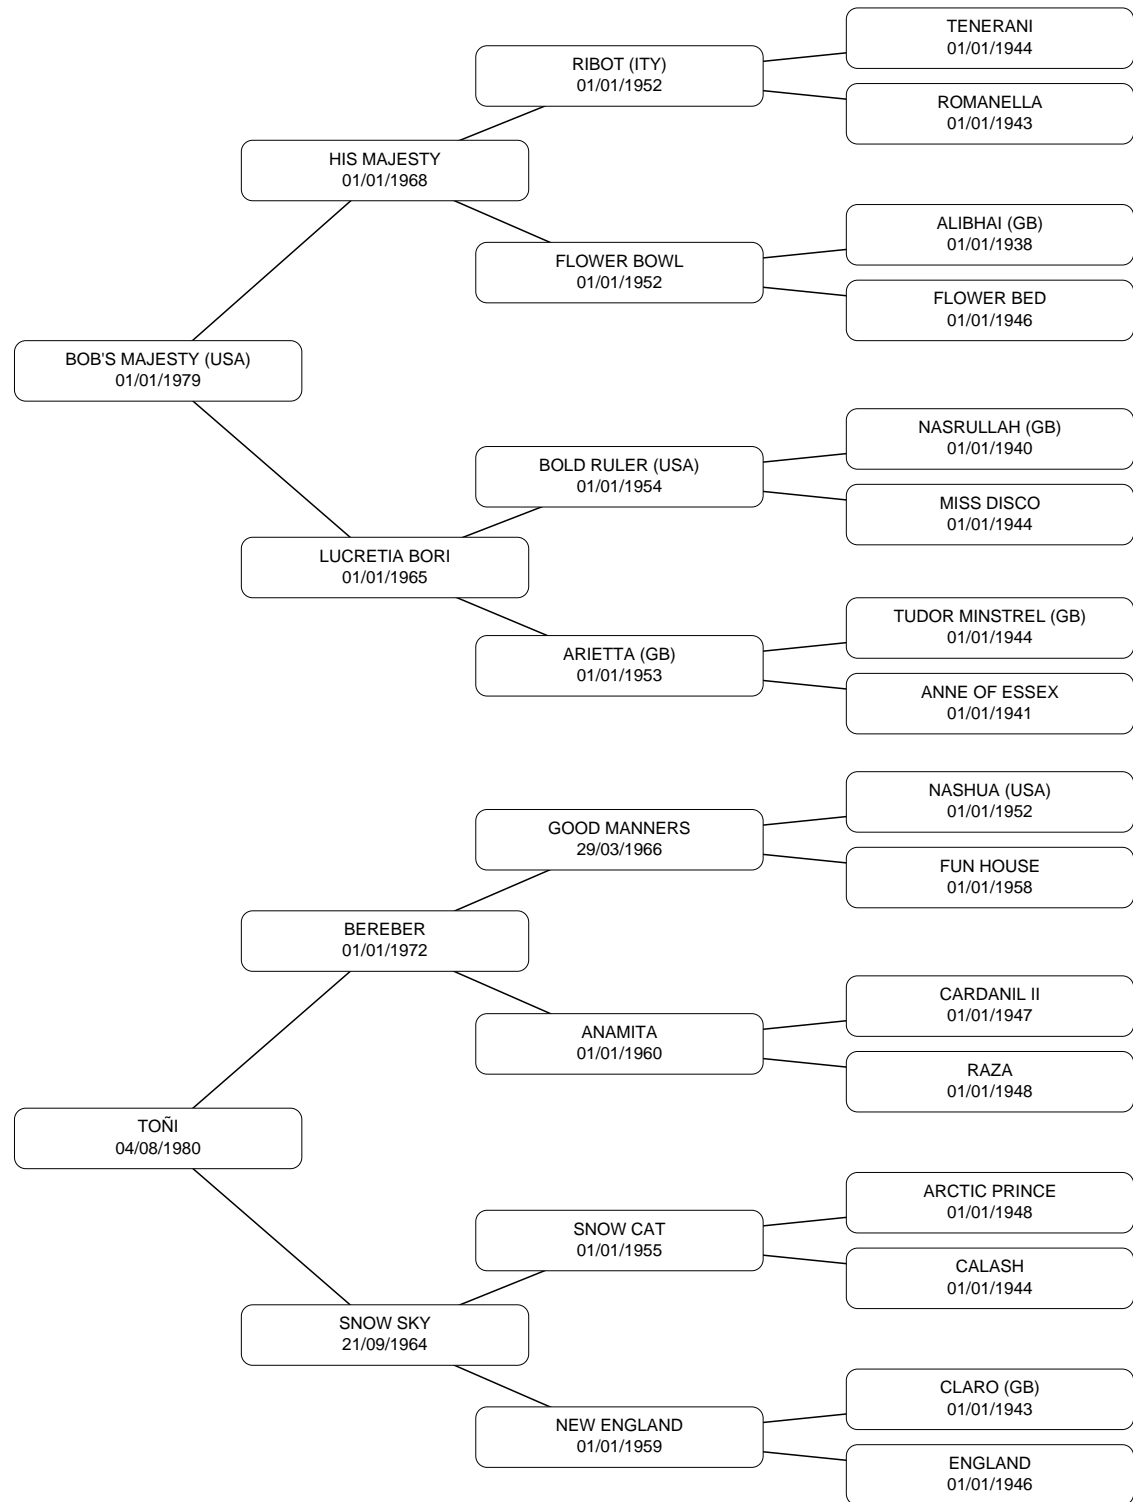 TENERANI
01/01/1944
RIBOT (ITY)
01/01/1952
ROMANELLA
01/01/1943
HIS MAJESTY
01/01/1968
ALIBHAI (GB)
01/01/1938
FLOWER BOWL
01/01/1952
FLOWER BED
01/01/1946
BOB'S MAJESTY (USA)
01/01/1979
NASRULLAH (GB)
01/01/1940
BOLD RULER (USA)
01/01/1954
MISS DISCO
01/01/1944
LUCRETIA BORI
01/01/1965
TUDOR MINSTREL (GB)
01/01/1944
ARIETTA (GB)
01/01/1953
ANNE OF ESSEX
01/01/1941
NASHUA (USA)
01/01/1952
GOOD MANNERS
29/03/1966
FUN HOUSE
01/01/1958
BEREBER
01/01/1972
CARDANIL II
01/01/1947
ANAMITA
01/01/1960
RAZA
01/01/1948
TOÑI
04/08/1980
ARCTIC PRINCE
01/01/1948
SNOW CAT
01/01/1955
CALASH
01/01/1944
SNOW SKY
21/09/1964
CLARO (GB)
01/01/1943
NEW ENGLAND
01/01/1959
ENGLAND
01/01/1946